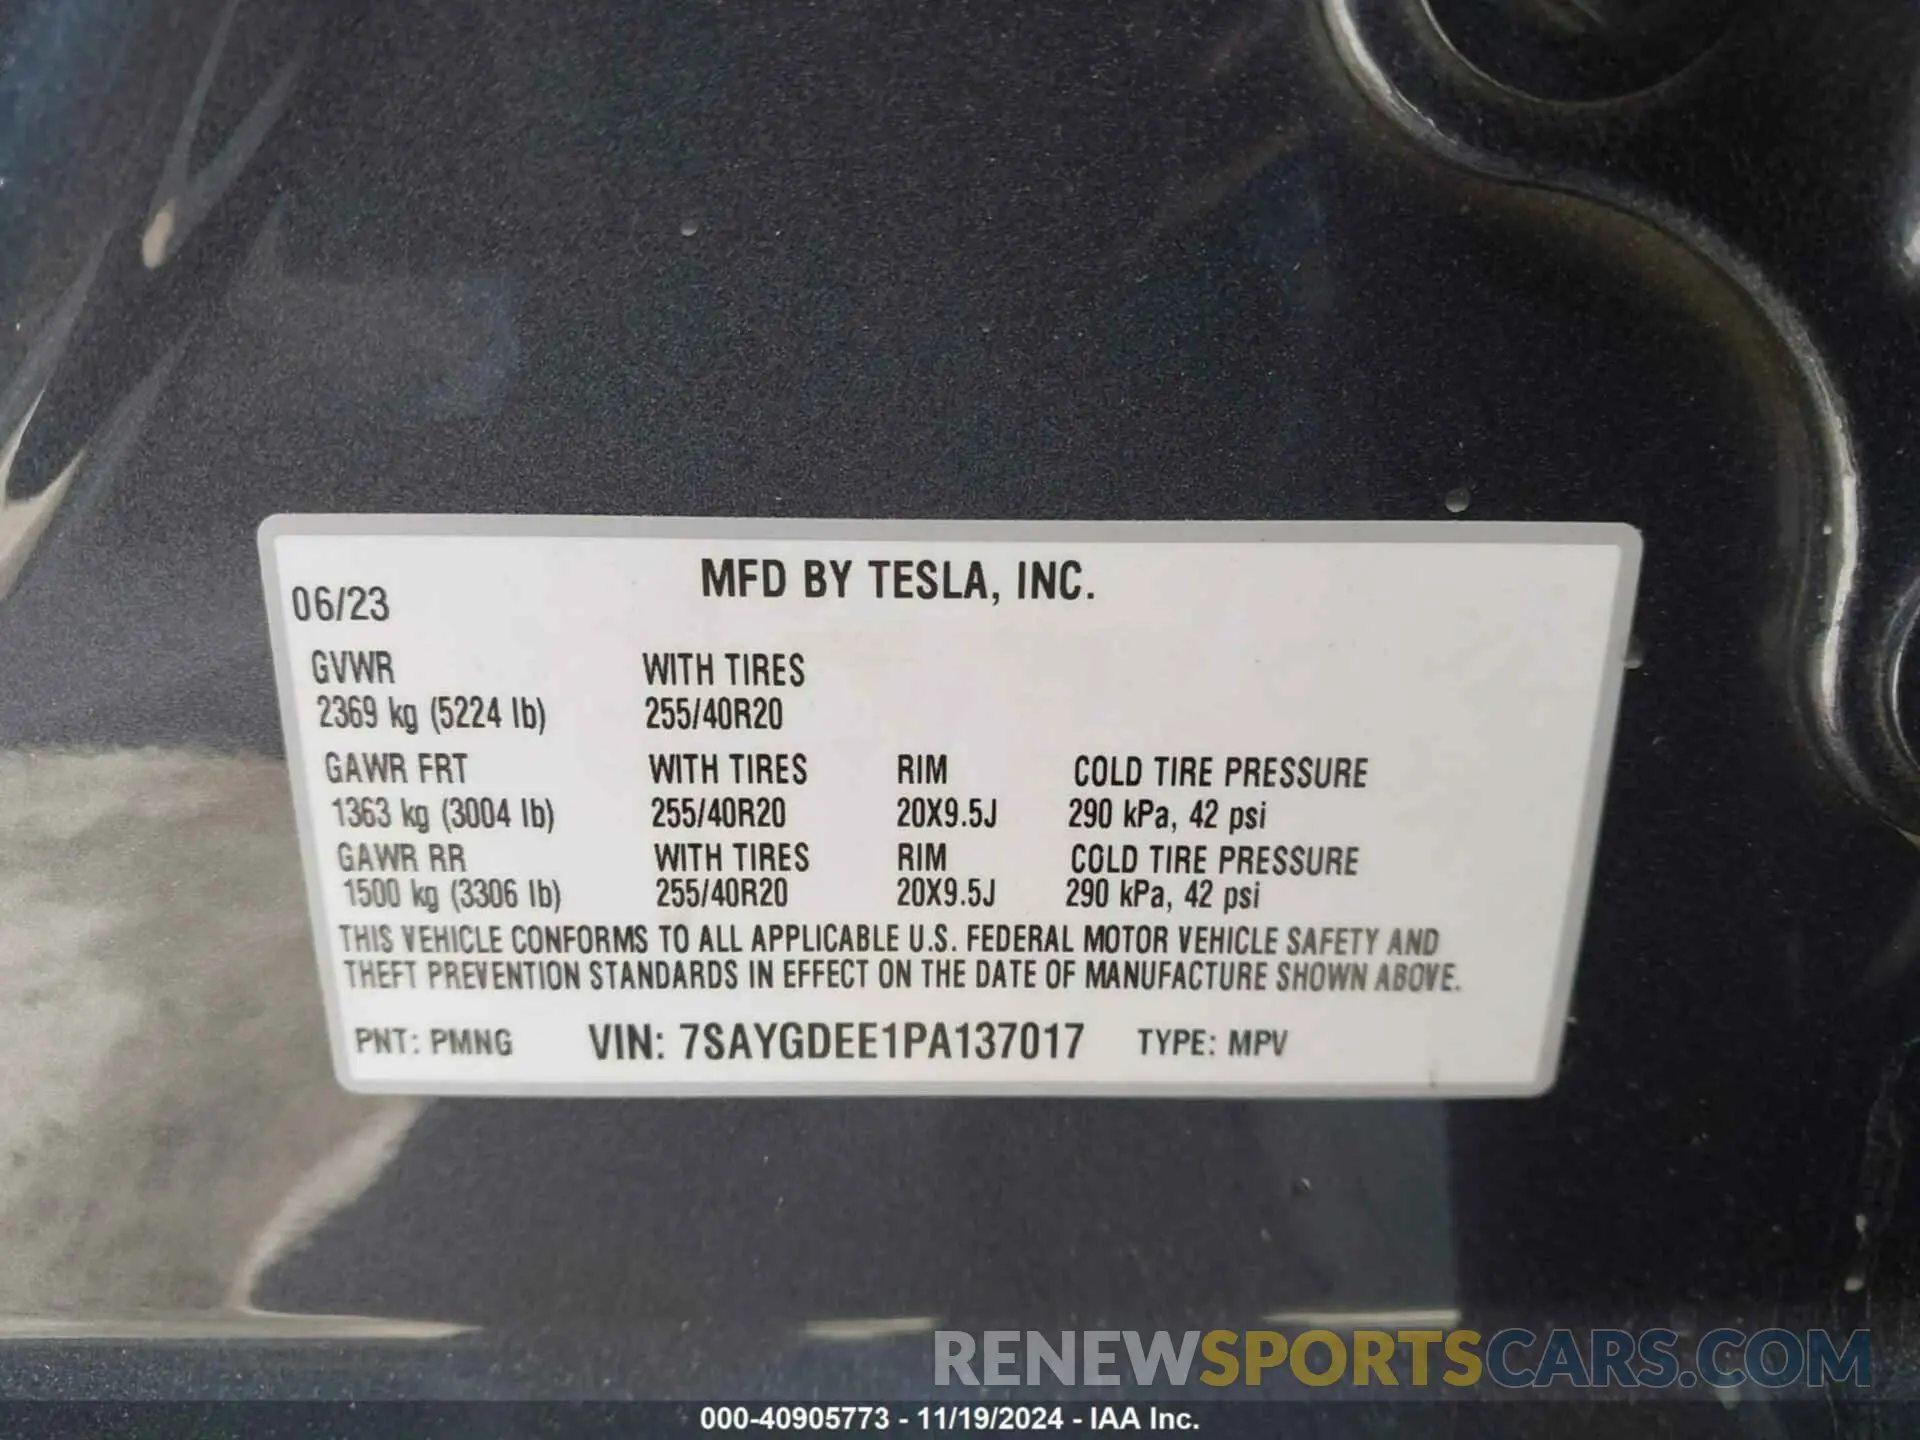 MFD BY TESLA, INC.
06/23
GVWR WITH TIRES
2369 kg (5224 lb) 255/40R20
GAWR FRT WITH TIRES RIM COLD TIRE PRESSURE
1363 kg (3004 lb) 255/40R20 20X9.5J 290 kPa, 42 psi
GAWR RR WITH TIRES RIM COLD TIRE PRESSURE
1500 kg (3306 lb) 255/40R20 20X9.5J 290 kPa, 42 psi
THIS VEHICLE CONFORMS TO ALL APPLICABLE U.S. FEDERAL MOTOR VEHICLE SAFETY AND
THEFT PREVENTION STANDARDS IN EFFECT ON THE DATE OF MANUFACTURE SHOWN ABOVE.
PNT: PMNG VIN: 7SAYGDEE1PA137017 TYPE: MPV
RENEWSPORTSCARS.COM
000-40905773 - 11/19/2024 - IAA Inc.